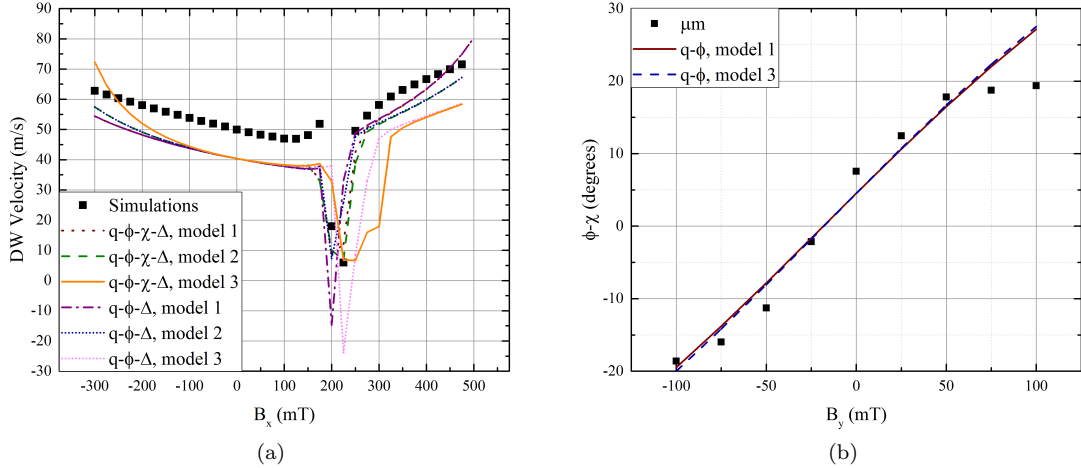 90
80
70
60
50
40
30
20
10
0
-10
-20
-30
DW Velocity (m/s)
Simulations
q-ϕ-χ-Δ, model 1
q-ϕ-χ-Δ, model 2
q-ϕ-χ-Δ, model 3
q-ϕ-Δ, model 1
q-ϕ-Δ, model 2
q-ϕ-Δ, model 3
-300 -200 -100 0 100 200 300 400 500
B_x (mT)
(a)
30
20
10
0
-10
-20
ϕ-χ (degrees)
μm
q-ϕ, model 1
q-ϕ, model 3
-100 -50 0 50 100
B_y (mT)
(b)